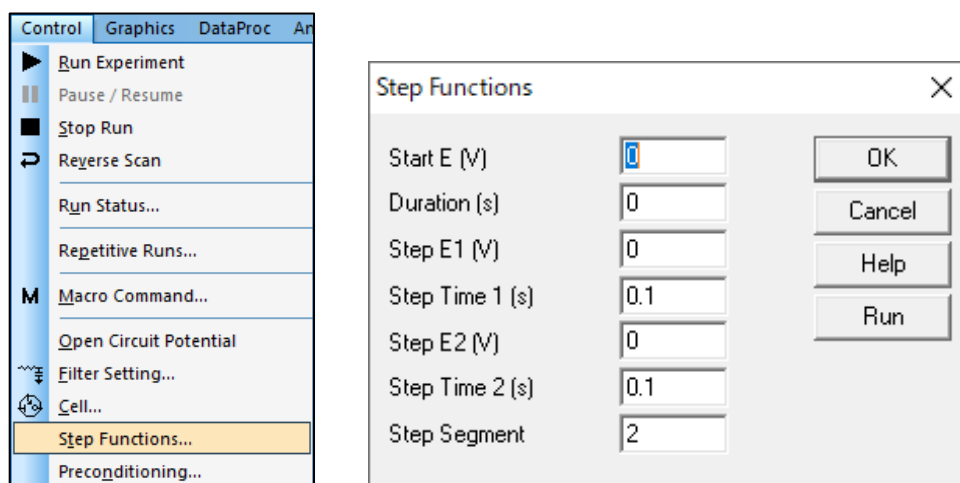 Control Graphics DataProc An
Run Experiment
Pause / Resume
Stop Run
Reverse Scan
Run Status...
Repetitive Runs...
M Macro Command...
Open Circuit Potential
Filter Setting...
Cell...
Step Functions...
Preconditioning...
Step Functions
Start E (V) 0 OK
Duration (s) 0 Cancel
Step E1 (V) 0 Help
Step Time 1 (s) 0.1 Run
Step E2 (V) 0
Step Time 2 (s) 0.1
Step Segment 2